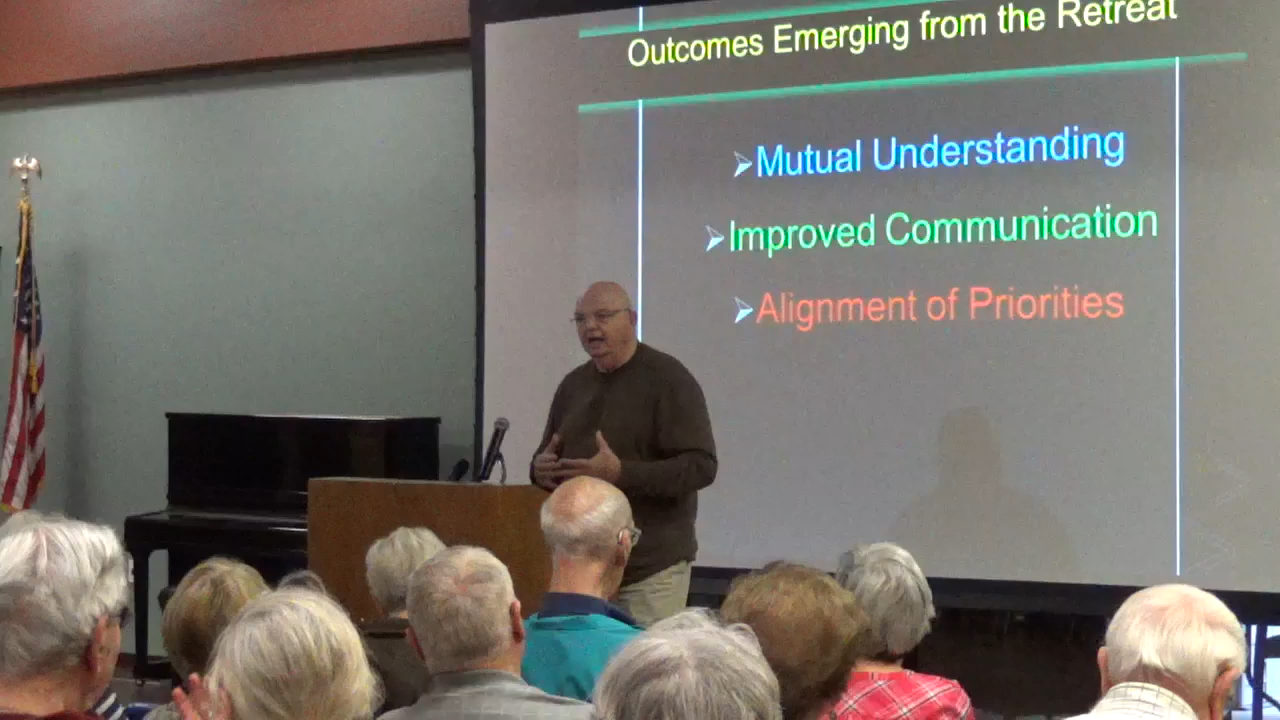 Outcomes Emerging from the Retreat
Mutual Understanding
Improved Communication
Alignment of Priorities